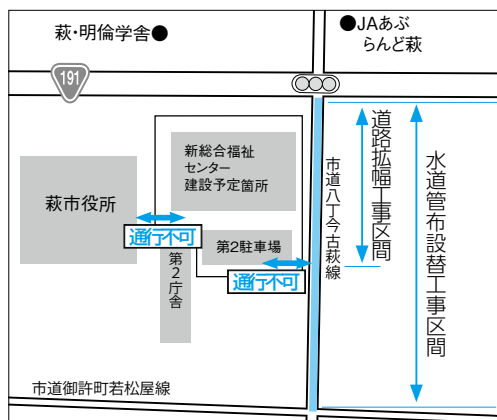 萩・明倫学舎●
●JAあぶ
らんど萩
191
新総合福祉
センター
建設予定箇所
萩市役所
通行不可
第2駐車場
通行不可
第2庁舎
市道八丁今古萩線
道路拡幅工事区間
水道管布設替工事区間
市道御許町若松屋線